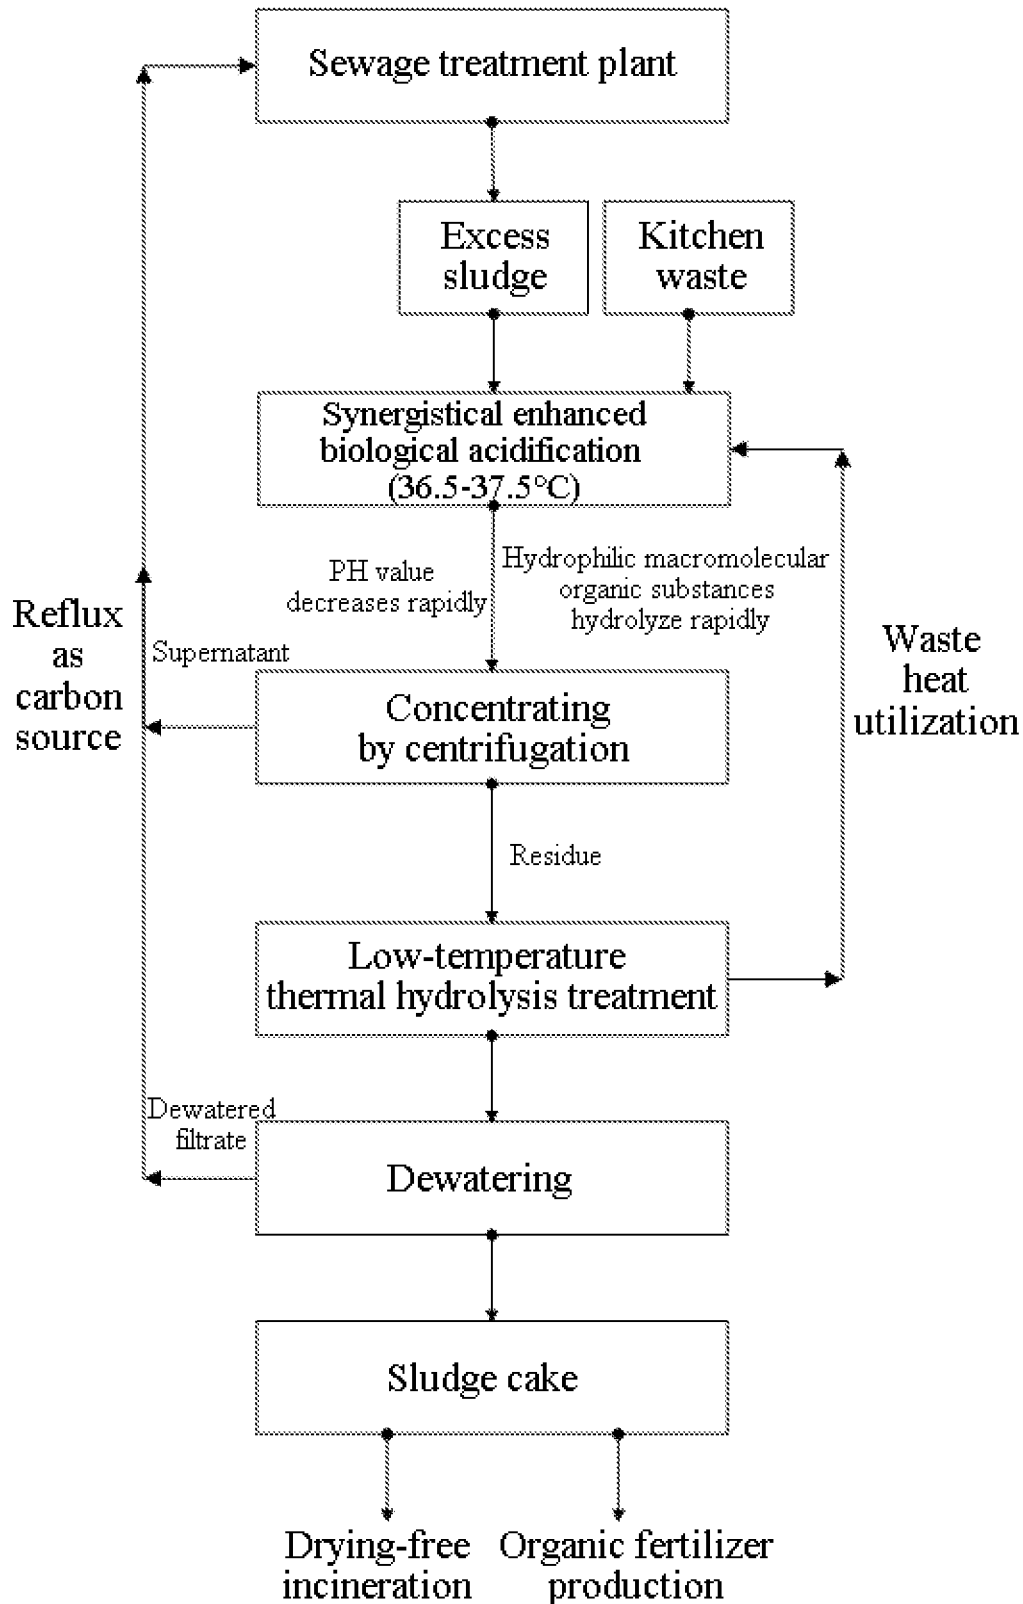 Sewage treatment plant
Excess
sludge
Kitchen
waste
Synergistical enhanced
biological acidification
(36.5-37.5°C)
PH value
decreases rapidly
Hydrophilic macromolecular
organic substances
hydrolyze rapidly
Reflux
as
carbon
source
Supernatant
Waste
heat
utilization
Concentrating
by centrifugation
Residue
Low-temperature
thermal hydrolysis treatment
Dewatered
filtrate
Dewatering
Sludge cake
Drying-free
incineration
Organic fertilizer
production